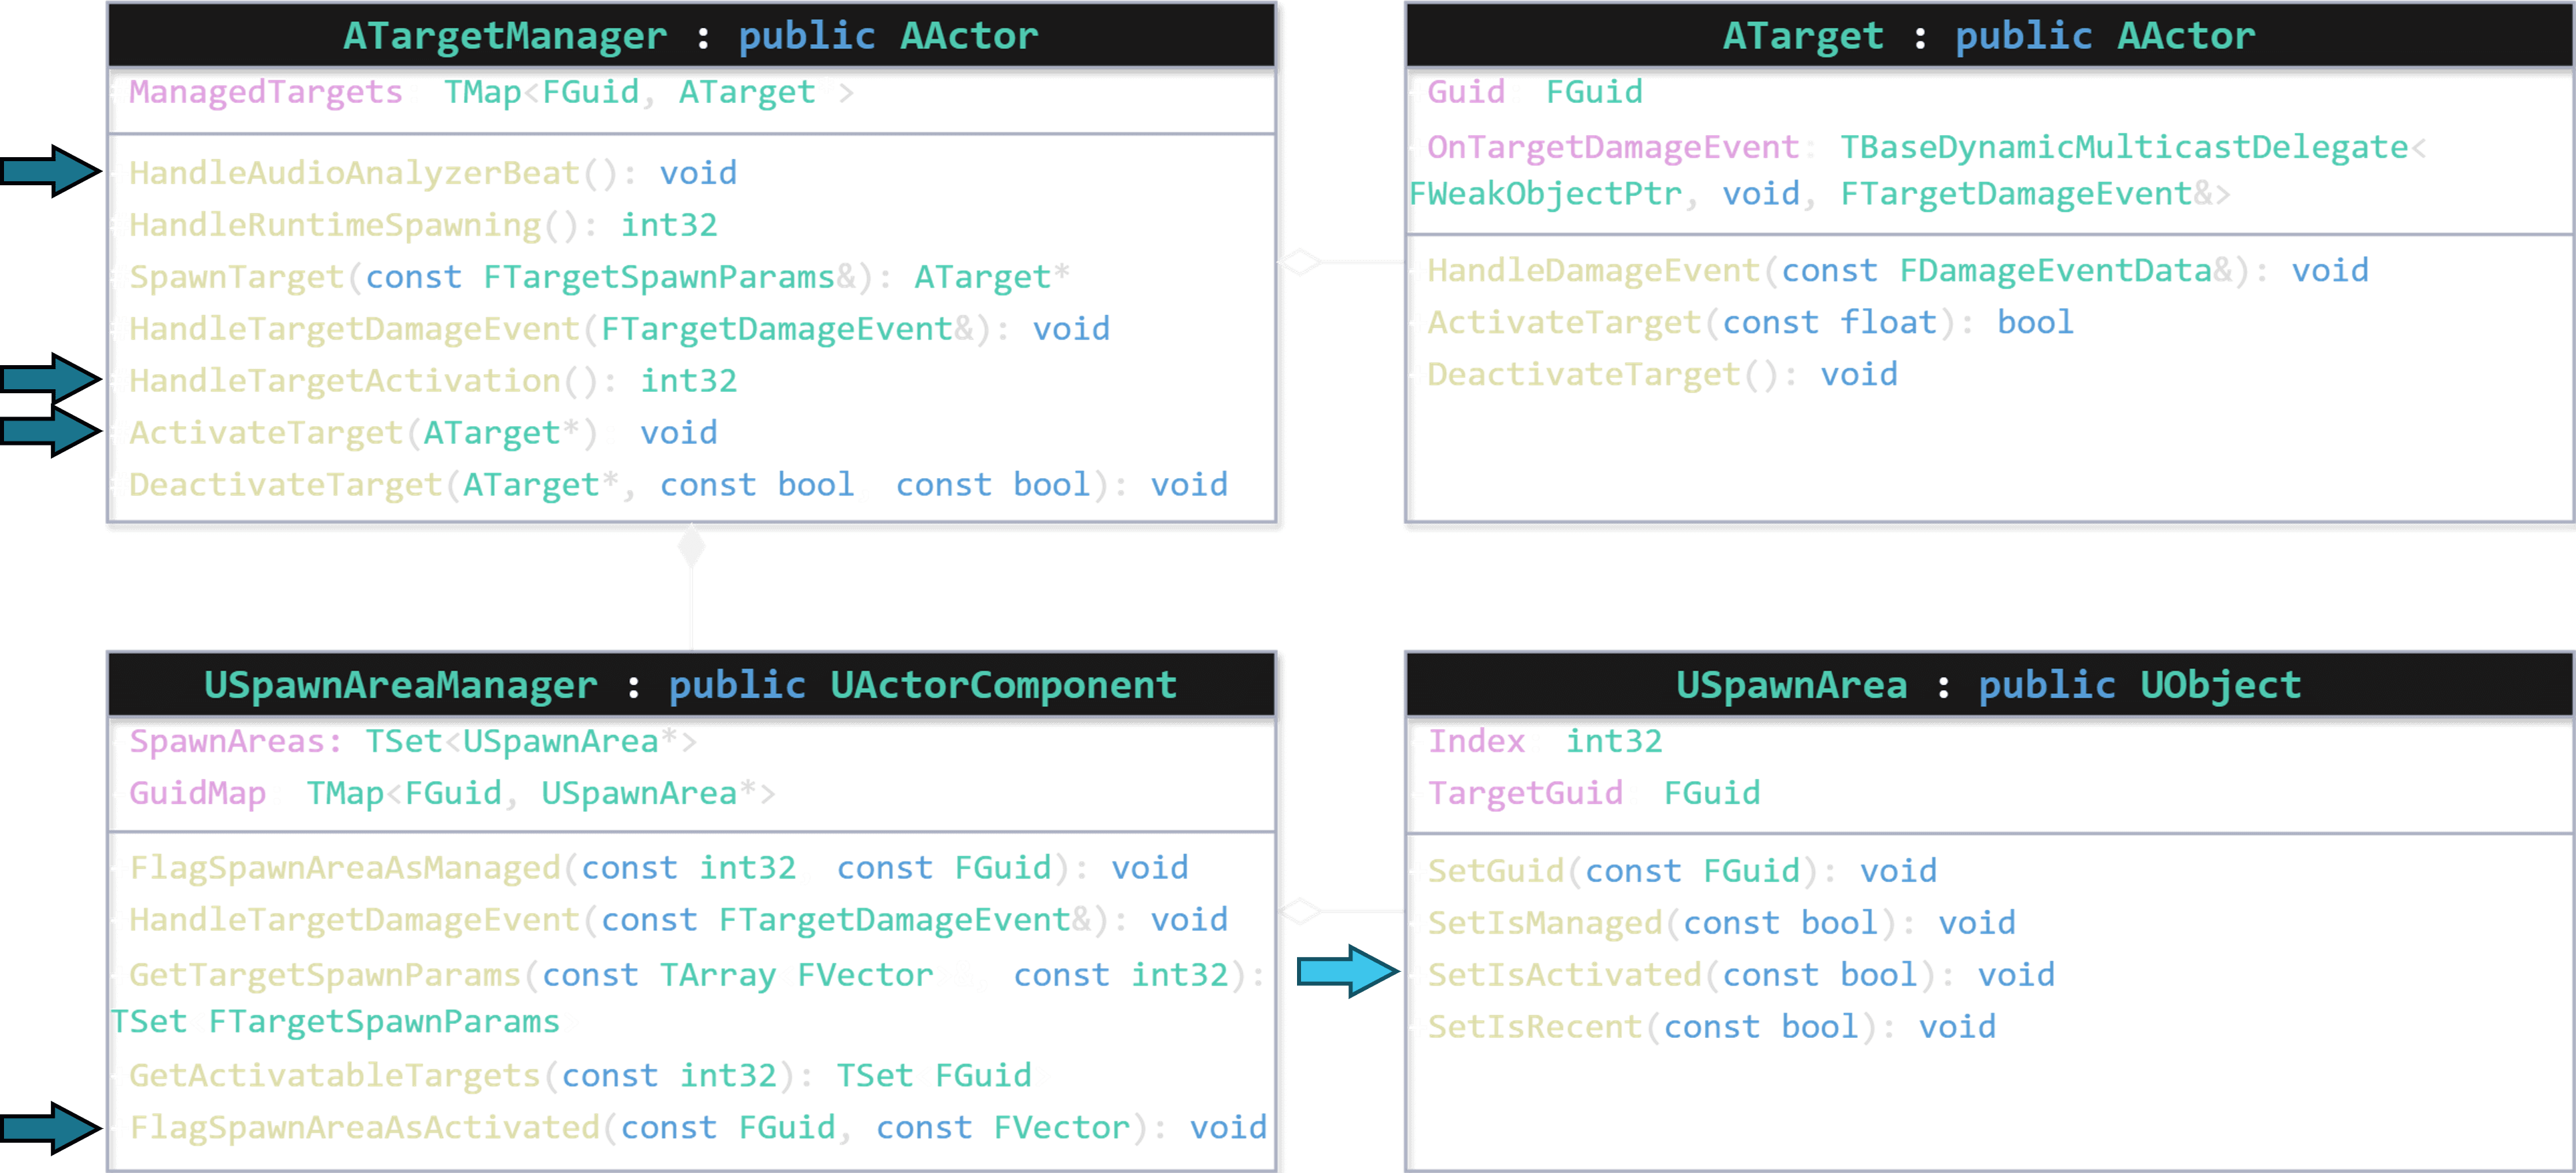 ATargetManager : public AActor
ManagedTargets TMap<FGuid, ATarget >
HandleAudioAnalyzerBeat(): void
HandleRuntimeSpawning(): int32
SpawnTarget(const FTargetSpawnParams&): ATarget*
HandleTargetDamageEvent(FTargetDamageEvent&): void
HandleTargetActivation(): int32
ActivateTarget(ATarget*) void
DeactivateTarget(ATarget*, const bool const bool): void
ATarget : public AActor
Guid FGuid
OnTargetDamageEvent: TBaseDynamicMulticastDelegate<
FWeakObjectPtr, void, FTargetDamageEvent&>
HandleDamageEvent(const FDamageEventData&): void
ActivateTarget(const float): bool
DeactivateTarget(): void
USpawnAreaManager : public UActorComponent
SpawnAreas: TSet<USpawnArea*>
GuidMap TMap<FGuid, USpawnArea*>
FlagSpawnAreaAsManaged(const int32 const FGuid): void
HandleTargetDamageEvent(const FTargetDamageEvent&): void
GetTargetSpawnParams(const TArray FVector const int32):
TSet FTargetSpawnParams
GetActivatableTargets(const int32): TSet FGuid
FlagSpawnAreaAsActivated(const FGuid, const FVector): void
USpawnArea : public UObject
Index int32
TargetGuid FGuid
SetGuid(const FGuid): void
SetIsManaged(const bool): void
SetIsActivated(const bool): void
SetIsRecent(const bool): void